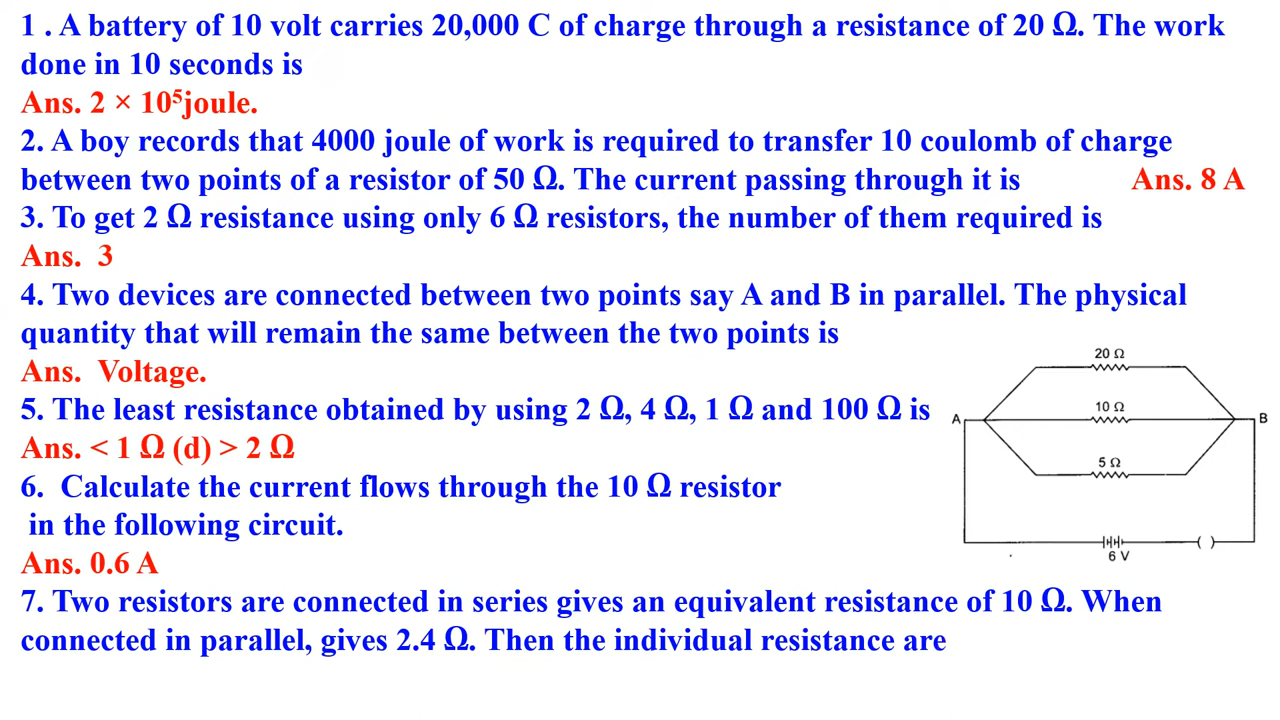 1 . A battery of 10 volt carries 20,000 C of charge through a resistance of 20 Ω. The work
done in 10 seconds is
Ans. 2 × 10⁵joule.
2. A boy records that 4000 joule of work is required to transfer 10 coulomb of charge
between two points of a resistor of 50 Ω. The current passing through it is Ans. 8 A
3. To get 2 Ω resistance using only 6 Ω resistors, the number of them required is
Ans. 3
4. Two devices are connected between two points say A and B in parallel. The physical
quantity that will remain the same between the two points is
Ans. Voltage.
5. The least resistance obtained by using 2 Ω, 4 Ω, 1 Ω and 100 Ω is
Ans. < 1 Ω (d) > 2 Ω
6. Calculate the current flows through the 10 Ω resistor
in the following circuit.
Ans. 0.6 A
20 Ω
10 Ω
A B
5 Ω
( )
6 V
7. Two resistors are connected in series gives an equivalent resistance of 10 Ω. When
connected in parallel, gives 2.4 Ω. Then the individual resistance are